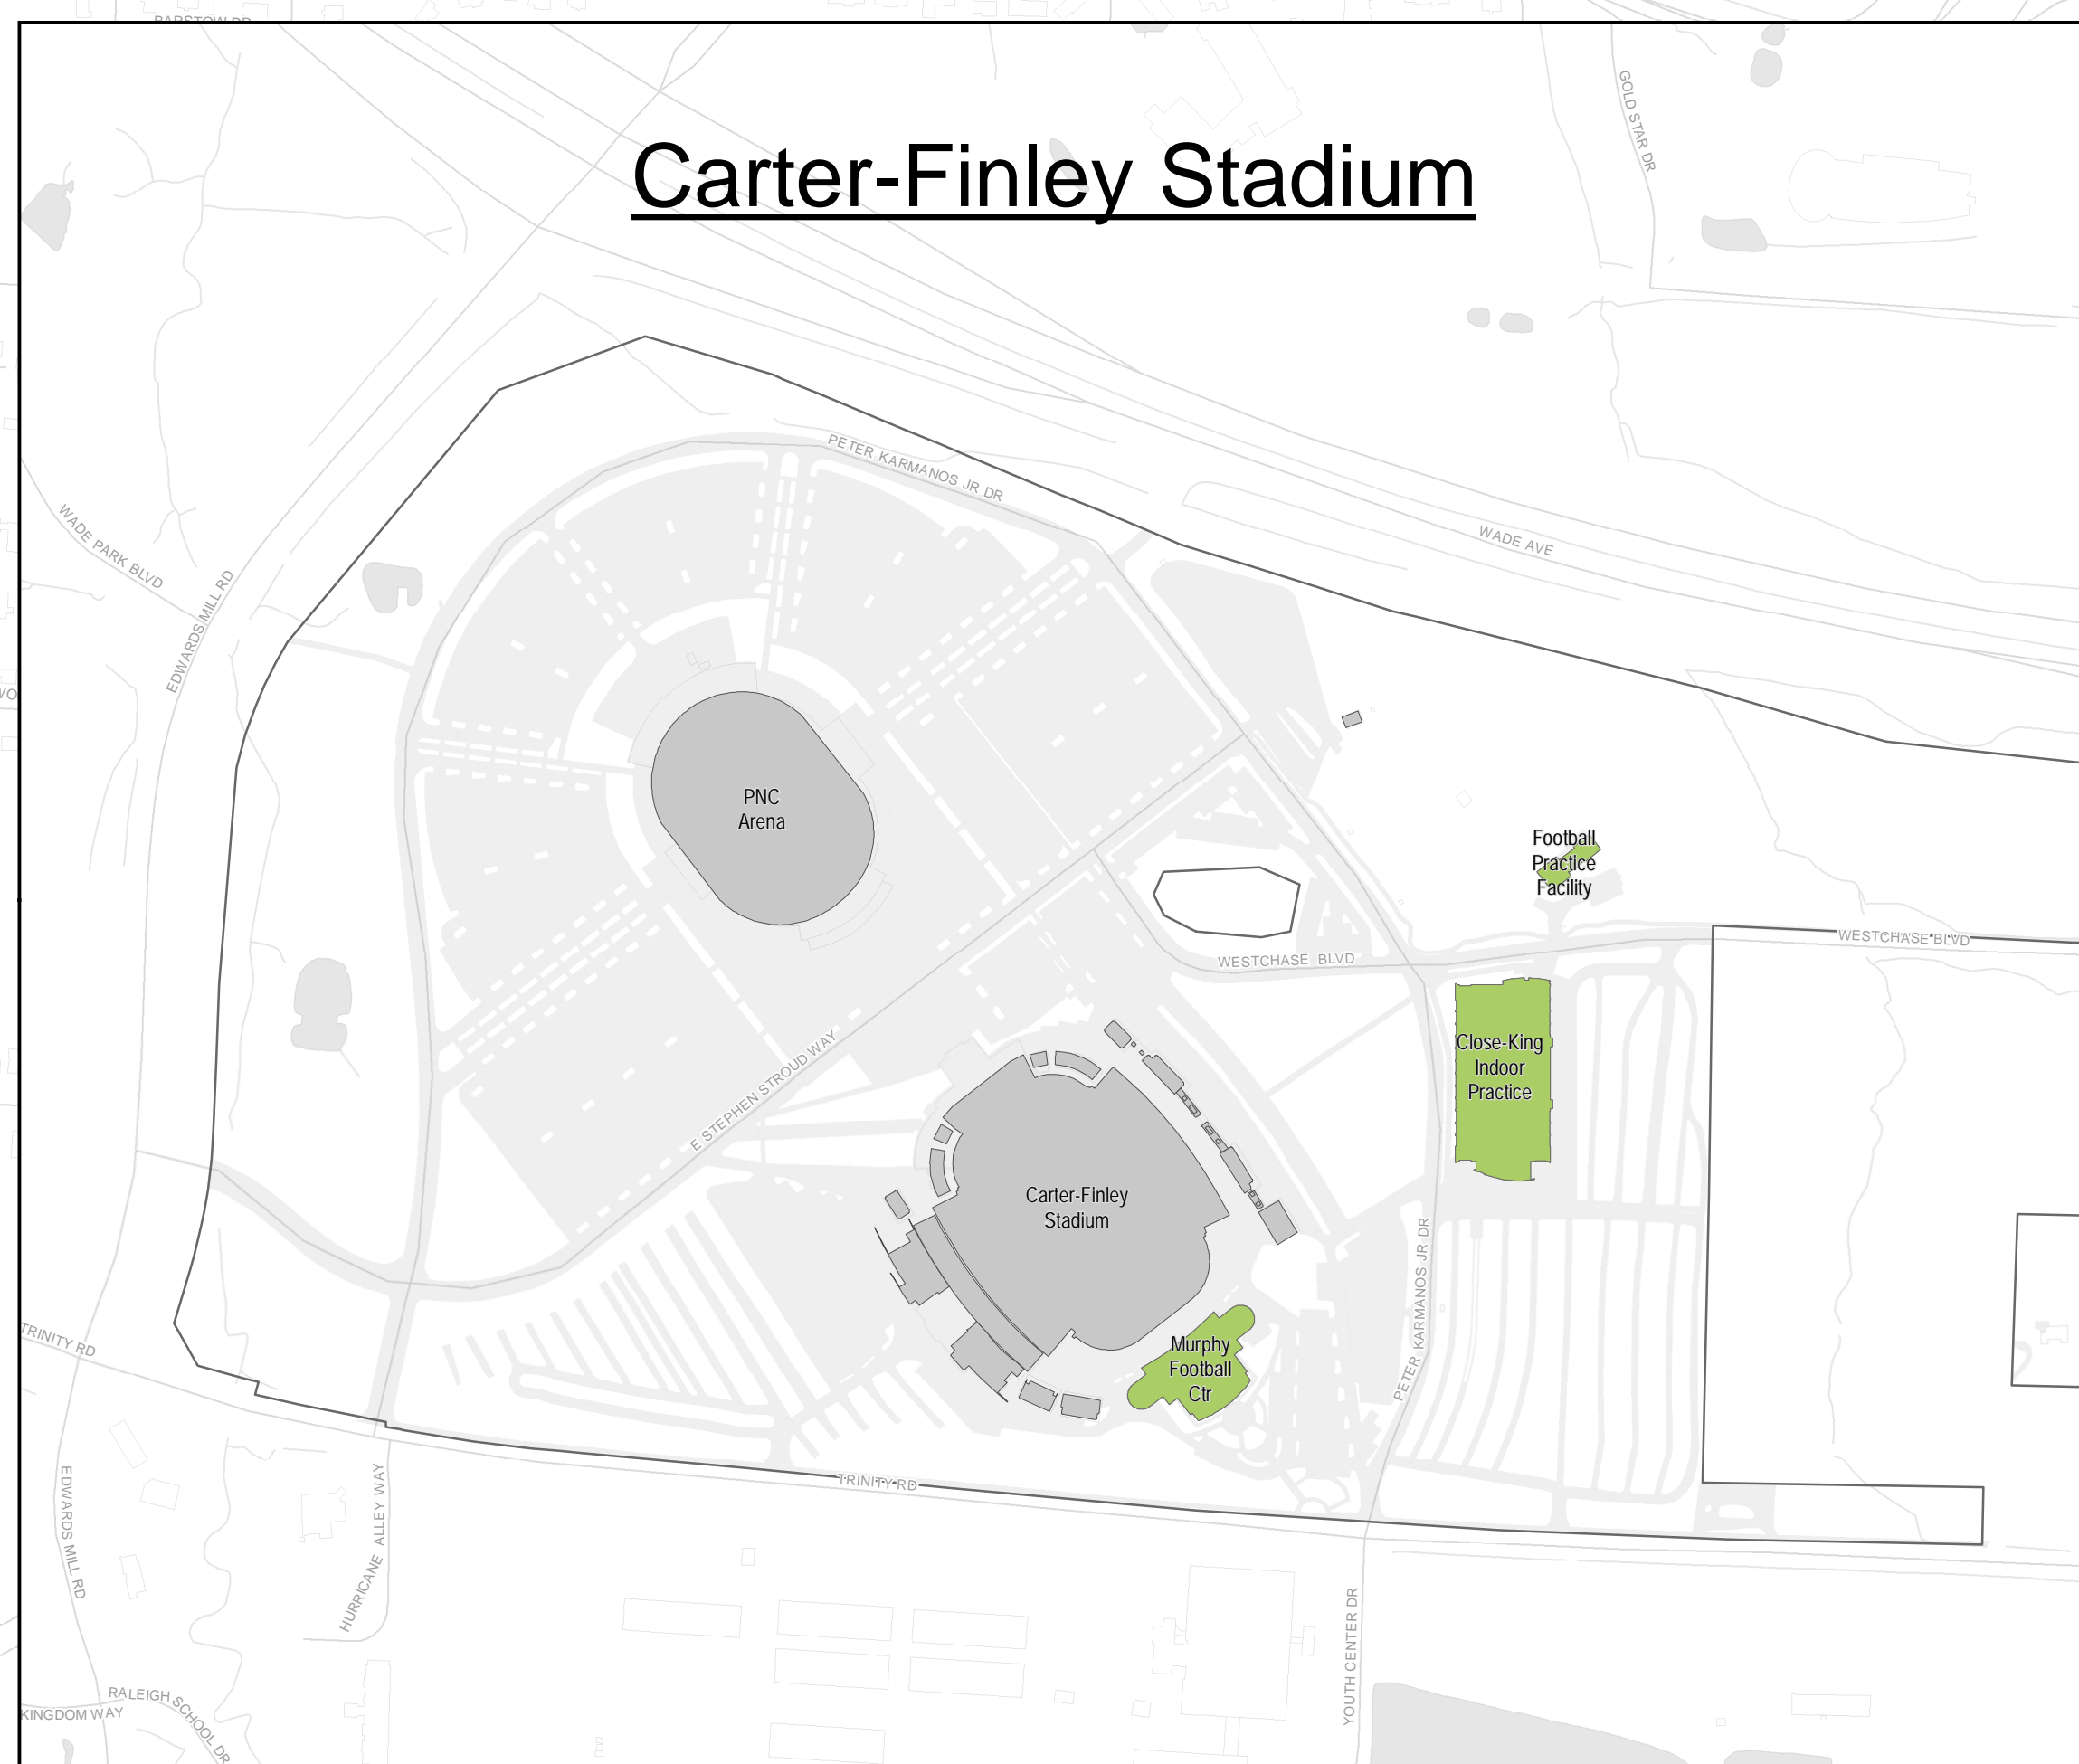 BARSTOW RD
Carter-Finley Stadium
GOLD STAR DR
PETER KARMANOS JR DR
WADE AVE
WADE PARK BLVD
EDWARDS MILL RD
PNC
Arena
Football
Practice
Facility
WESTCHASE BLVD
WESTCHASE BLVD
Close-King
Indoor
Practice
E STEPHEN STROUD WAY
Carter-Finley
Stadium
PETER KARMANOS JR DR
Murphy
Football
Ctr
TRINITY RD
TRINITY RD
EDWARDS MILL RD
HURRICANE ALLEY WAY
YOUTH CENTER DR
RALEIGH SCHOOL DR
KINGDOM WAY